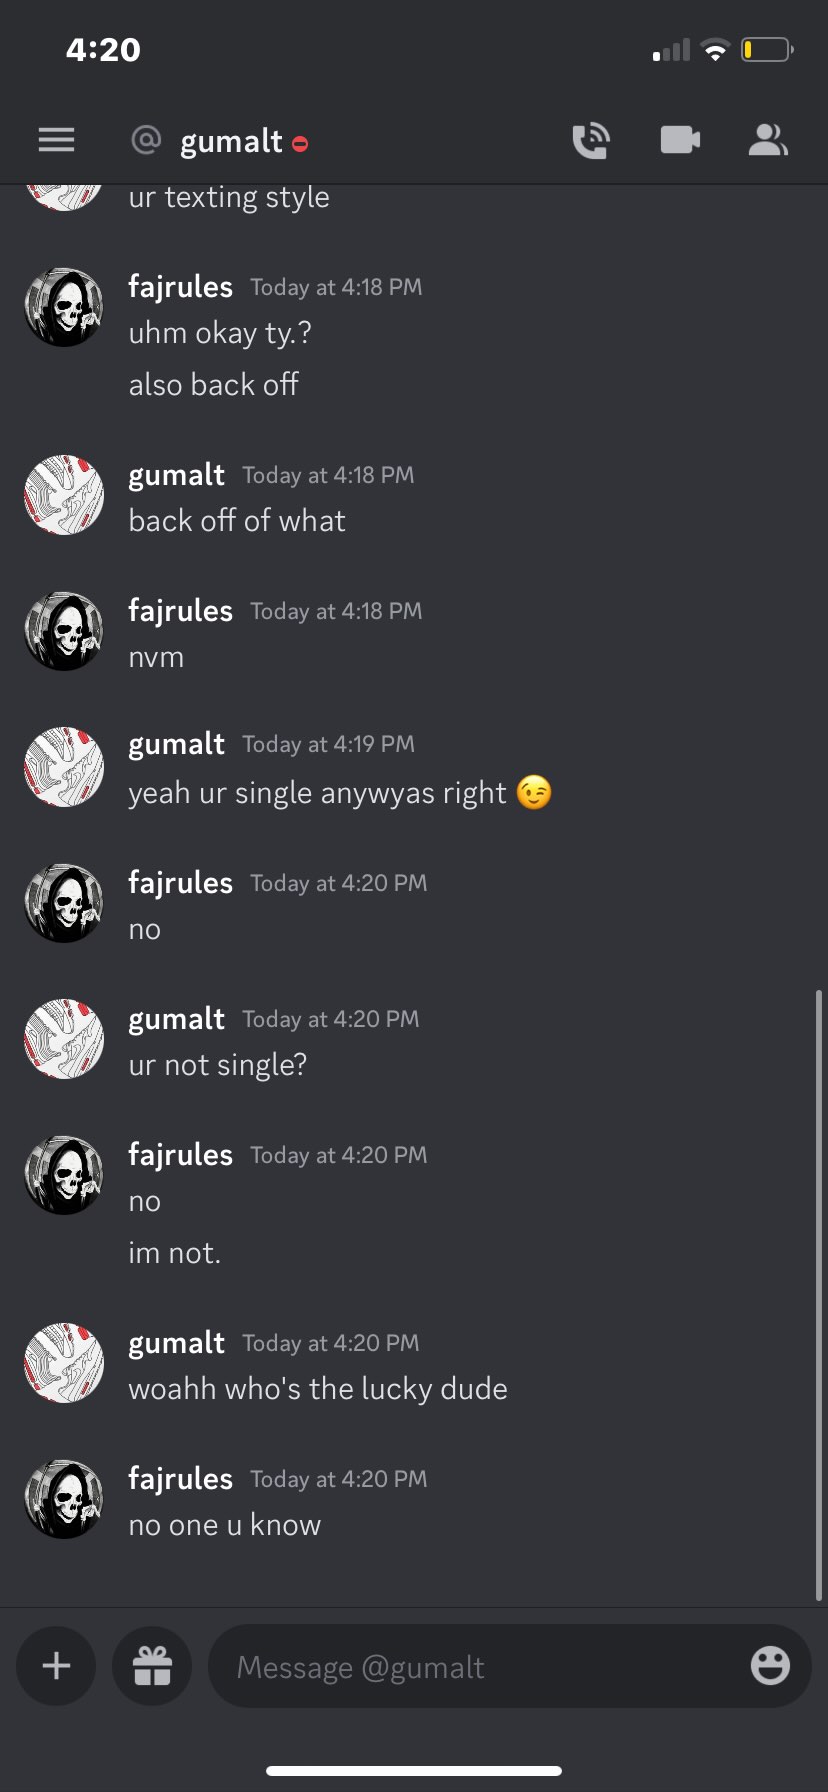 4:20
@ gumalt
ur texting style
fajrules Today at 4:18 PM
uhm okay ty.?
also back off
gumalt Today at 4:18 PM
back off of what
fajrules Today at 4:18 PM
nvm
gumalt Today at 4:19 PM
yeah ur single anywyas right 😉
fajrules Today at 4:20 PM
no
gumalt Today at 4:20 PM
ur not single?
fajrules Today at 4:20 PM
no
im not.
gumalt Today at 4:20 PM
woahh who's the lucky dude
fajrules Today at 4:20 PM
no one u know
Message @gumalt